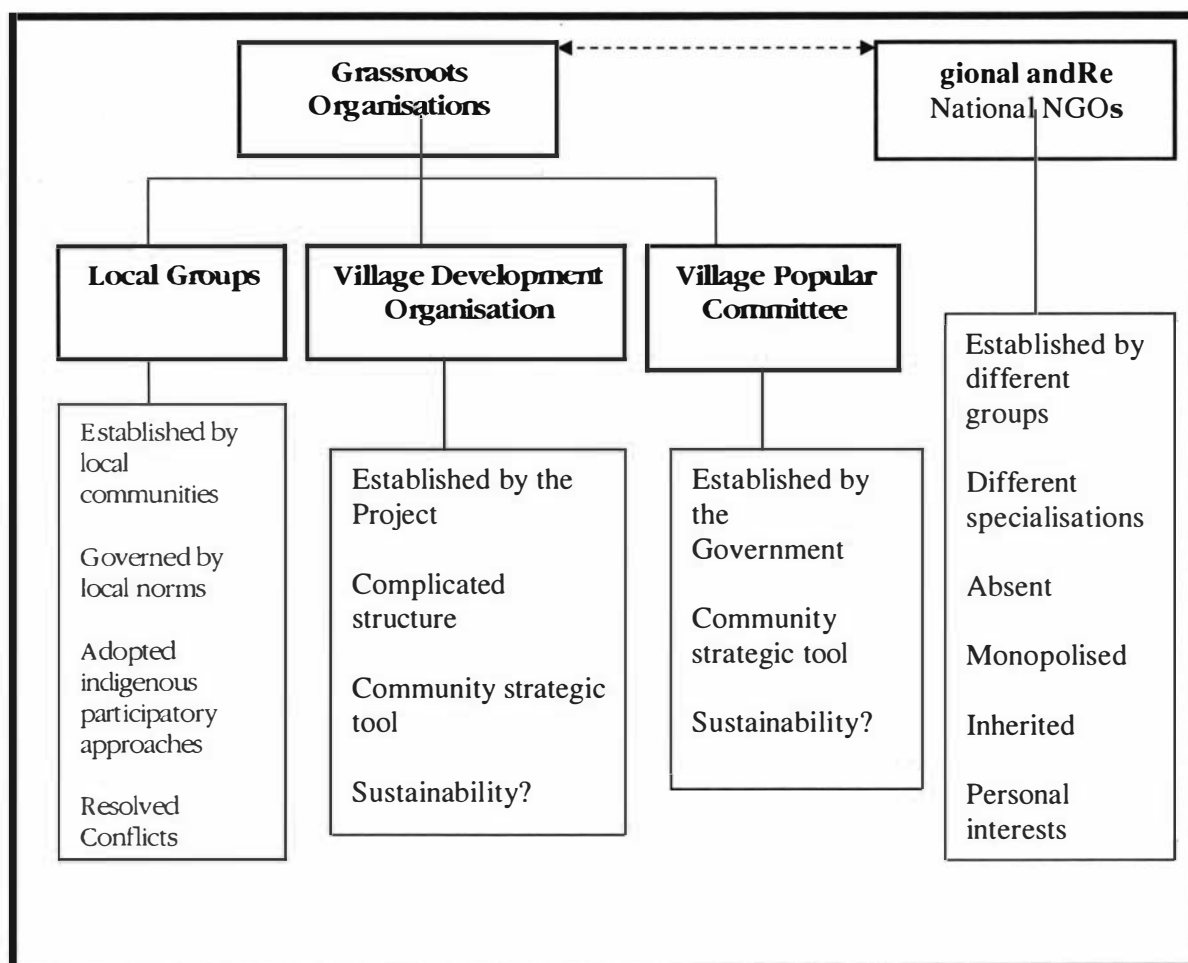 Grassroots
Organisations
gional andRe
National NGOs
Local Groups
Village Development
Organisation
Village Popular
Committee
Established by
local
communities
Governed by
local norms
Adopted
indigenous
participatory
approaches
Resolved
Conflicts
Established by the
Project
Complicated
structure
Community strategic
tool
Sustainability?
Established by
the
Government
Community
strategic tool
Sustainability?
Established by
different
groups
Different
specialisations
Absent
Monopolised
Inherited
Personal
interests